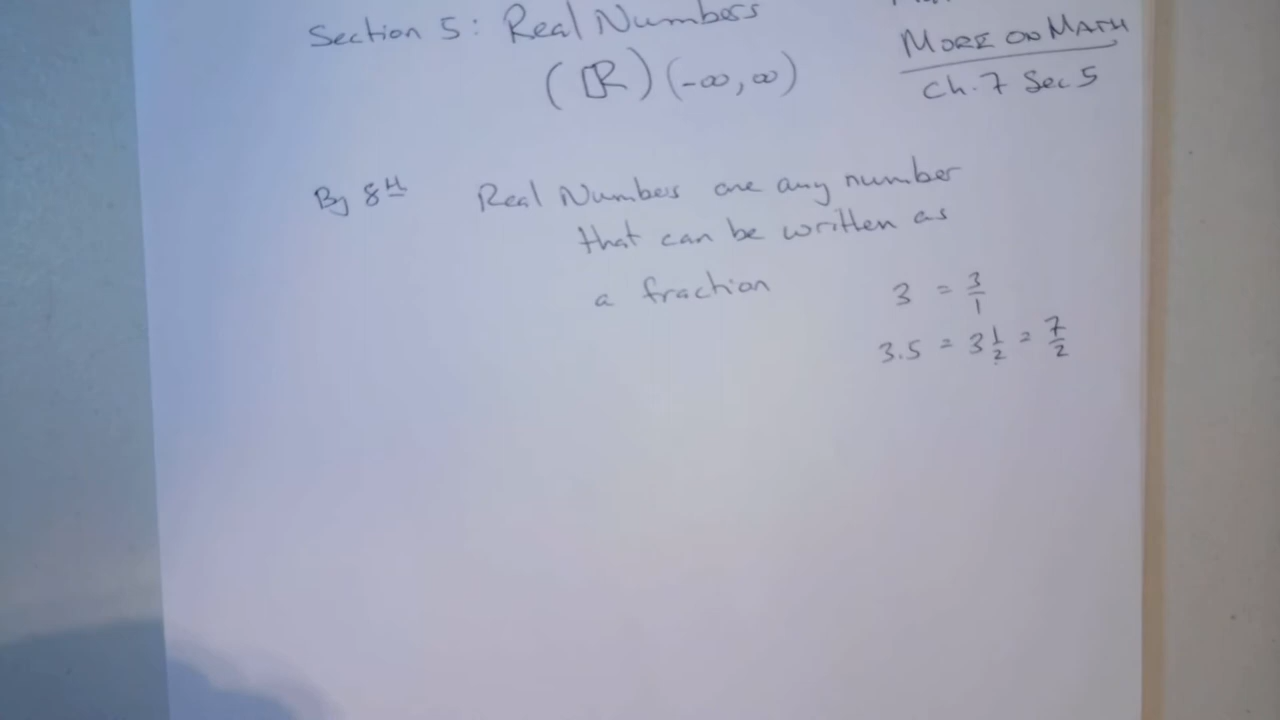 Section 5: Real Numbers
(ℝ) (-∞, ∞)
MORE ON MATH
Ch. 7 Sec 5
By 8th Real Numbers are any number
that can be written as
a fraction
3 = 3/1
3.5 = 3 1/2 = 7/2